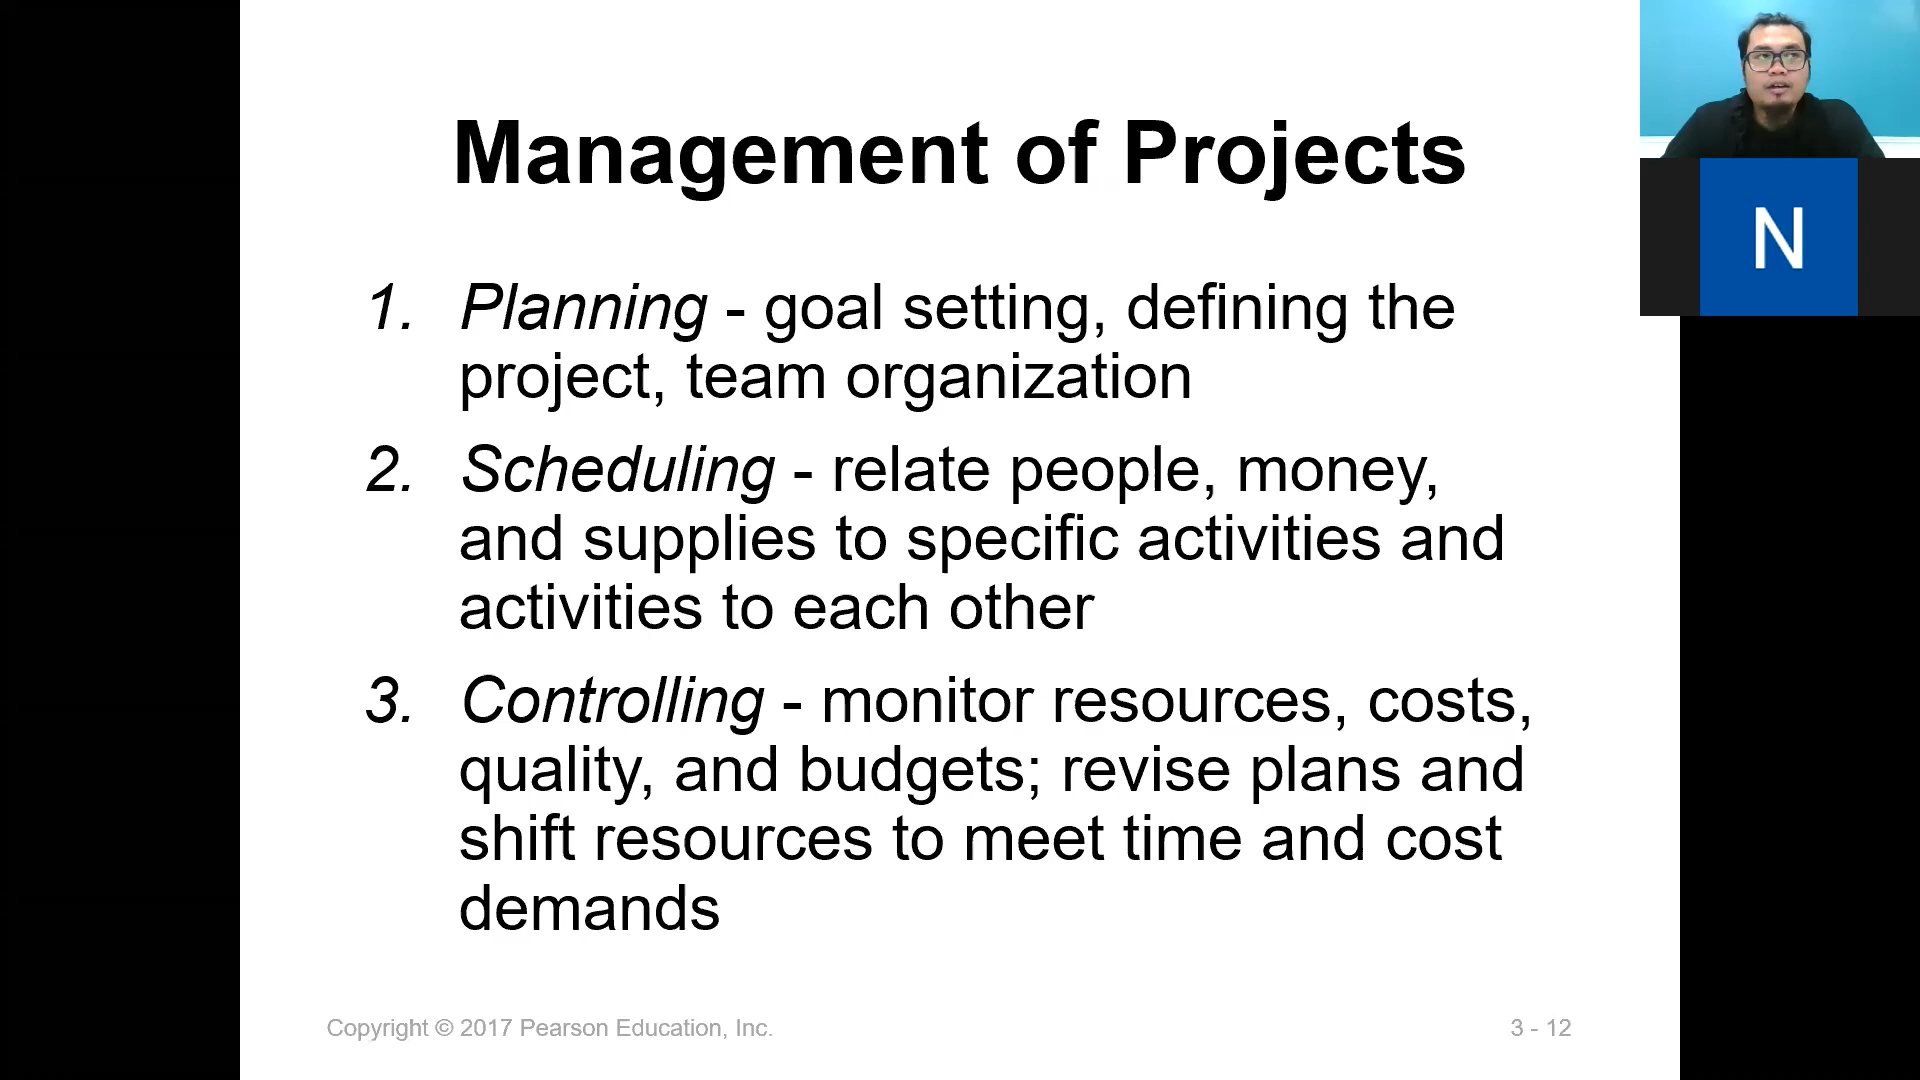 Management of Projects
N
1. Planning - goal setting, defining the
project, team organization
2. Scheduling - relate people, money,
and supplies to specific activities and
activities to each other
3. Controlling - monitor resources, costs,
quality, and budgets; revise plans and
shift resources to meet time and cost
demands
Copyright © 2017 Pearson Education, Inc.
3 - 12